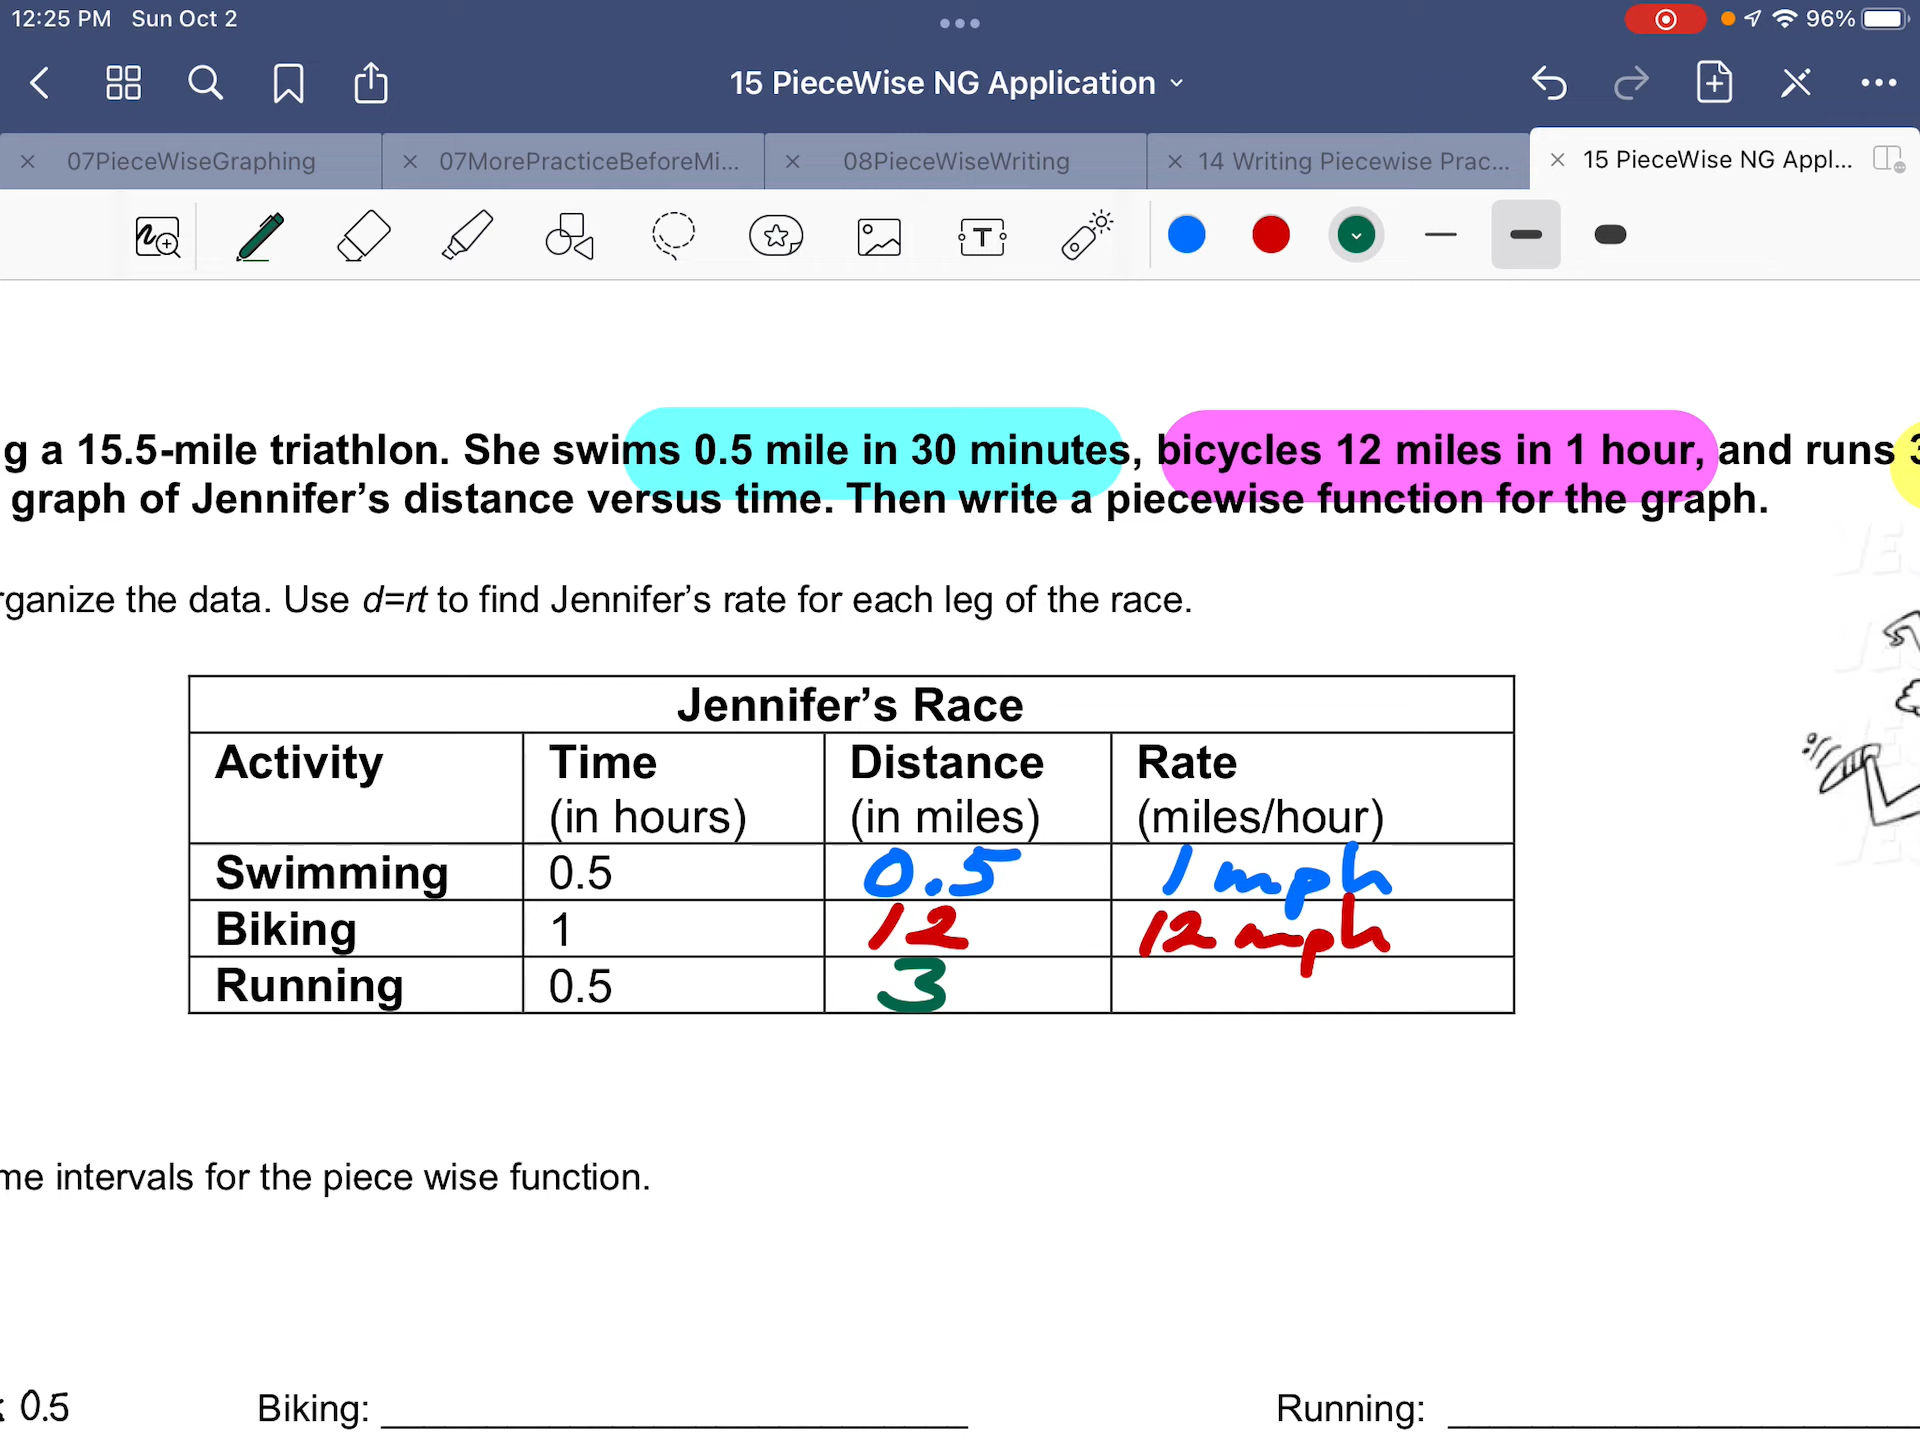 12:25 PM Sun Oct 2
96%
15 PieceWise NG Application
07PieceWiseGraphing
07MorePracticeBeforeMi...
08PieceWiseWriting
14 Writing Piecewise Prac...
15 PieceWise NG Appl...
g a 15.5-mile triathlon. She swims 0.5 mile in 30 minutes, bicycles 12 miles in 1 hour, and runs 3
graph of Jennifer's distance versus time. Then write a piecewise function for the graph.
rganize the data. Use d=rt to find Jennifer's rate for each leg of the race.
Jennifer's Race
Activity Time Distance Rate
(in hours) (in miles) (miles/hour)
Swimming 0.5 0.5 1 mph
Biking 1 12 12 mph
Running 0.5 3
me intervals for the piece wise function.
0.5 Biking: Running: